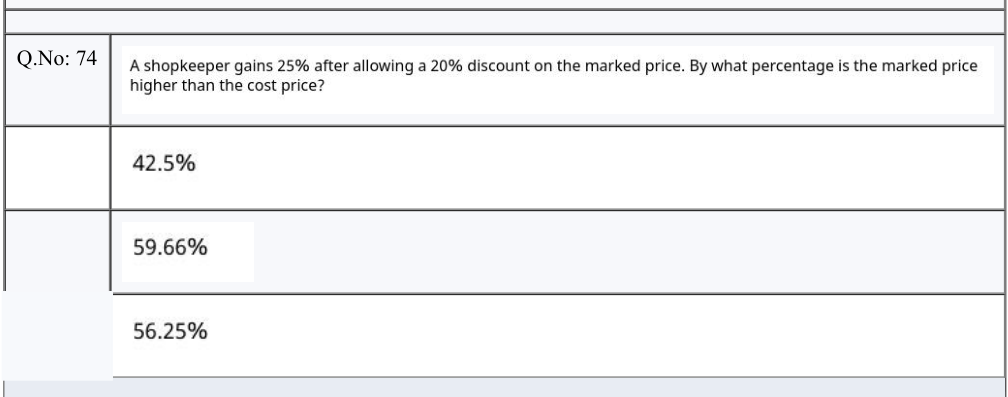 Q.No: 74
A shopkeeper gains 25% after allowing a 20% discount on the marked price. By what percentage is the marked price
higher than the cost price?
42.5%
59.66%
56.25%